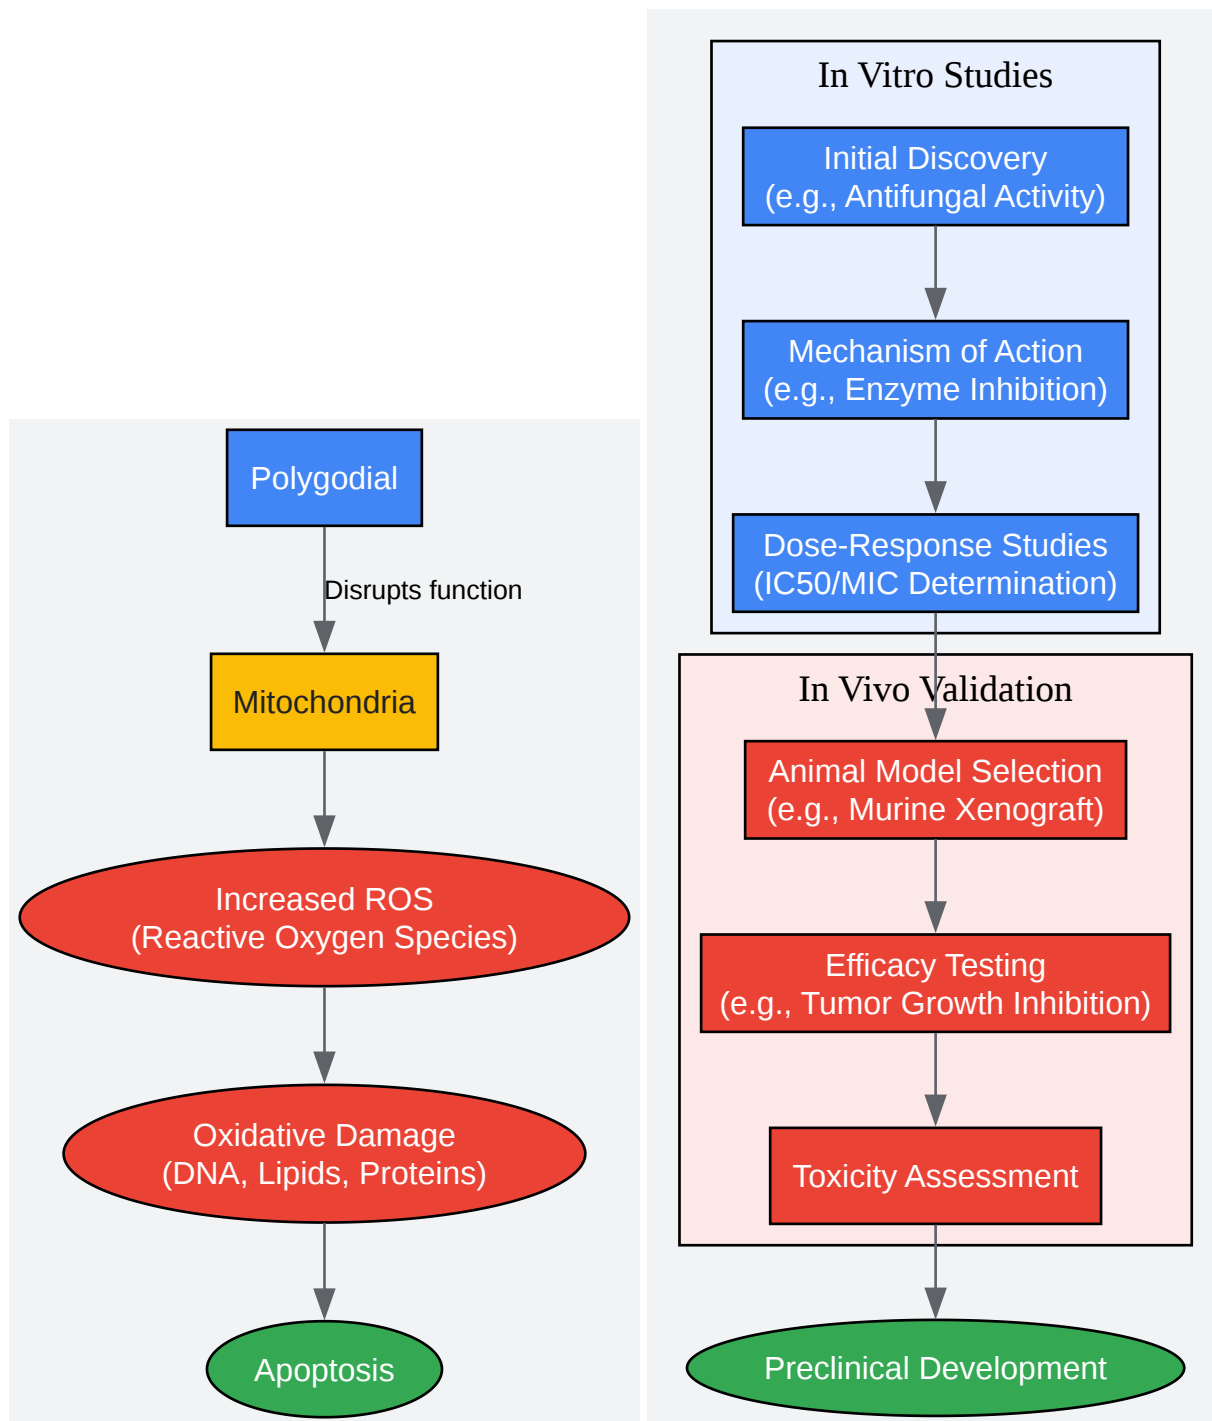 Polygodial
Disrupts function
Mitochondria
Increased ROS
(Reactive Oxygen Species)
Oxidative Damage
(DNA, Lipids, Proteins)
Apoptosis
In Vitro Studies
Initial Discovery
(e.g., Antifungal Activity)
Mechanism of Action
(e.g., Enzyme Inhibition)
Dose-Response Studies
(IC50/MIC Determination)
In Vivo Validation
Animal Model Selection
(e.g., Murine Xenograft)
Efficacy Testing
(e.g., Tumor Growth Inhibition)
Toxicity Assessment
Preclinical Development